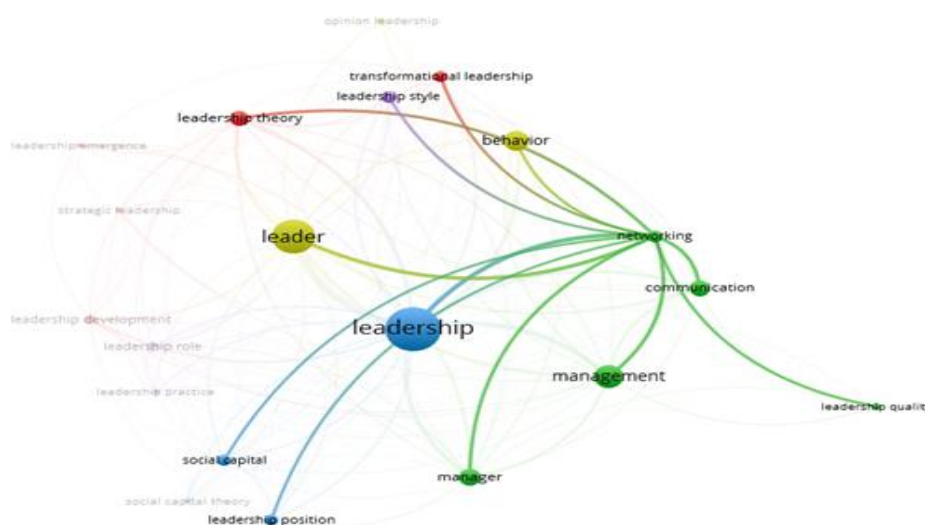 opinion leadership
transformational leadership
leadership style
leadership theory
behavior
leadership emergence
strategic leadership
leader
networking
communication
leadership development
leadership
leadership role
management
leadership practice
leadership qualit
social capital
manager
social capital theory
leadership position